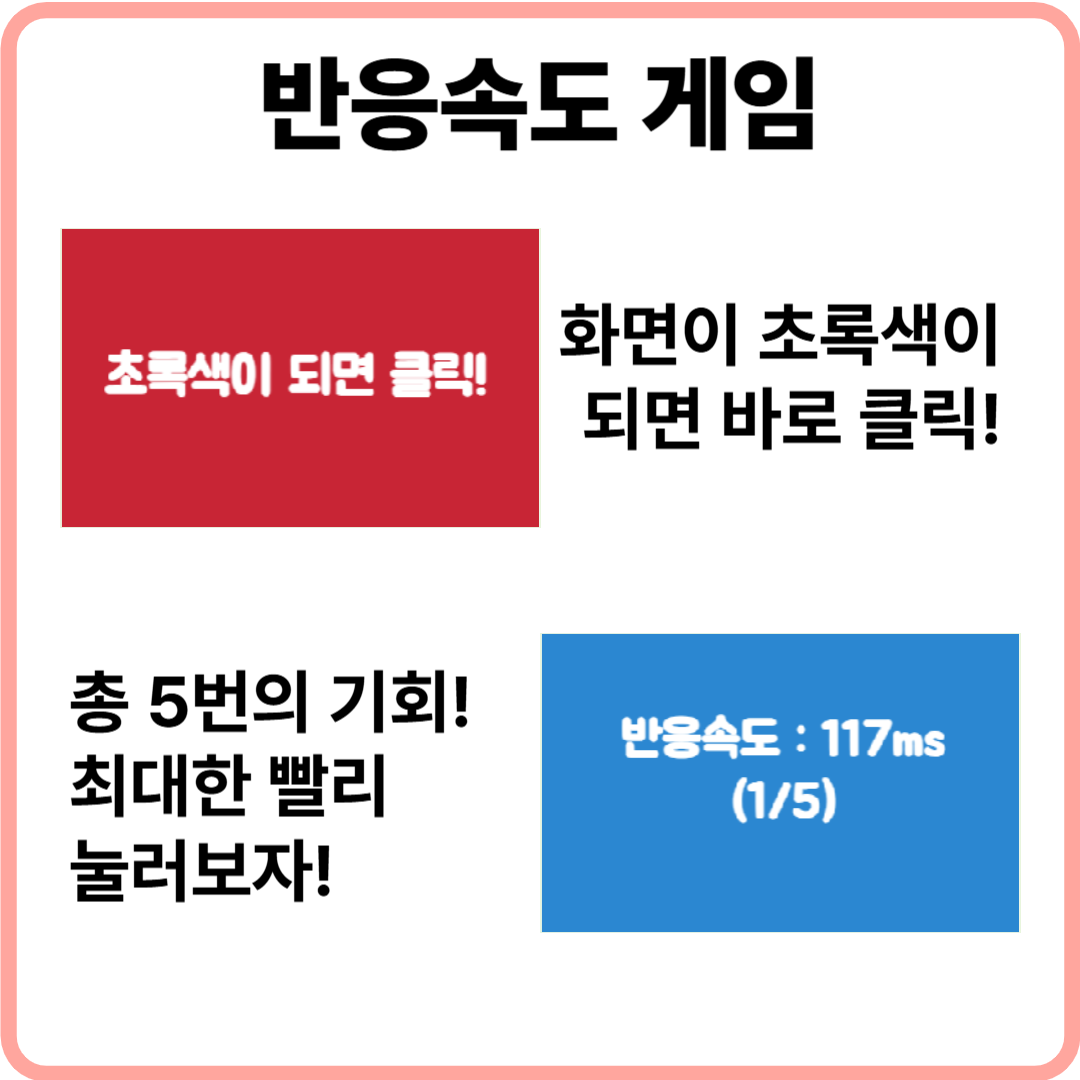 반응속도 게임
초록색이 되면 클릭!
화면이 초록색이
되면 바로 클릭!
총 5번의 기회!
최대한 빨리
눌러보자!
반응속도 : 117ms
(1/5)